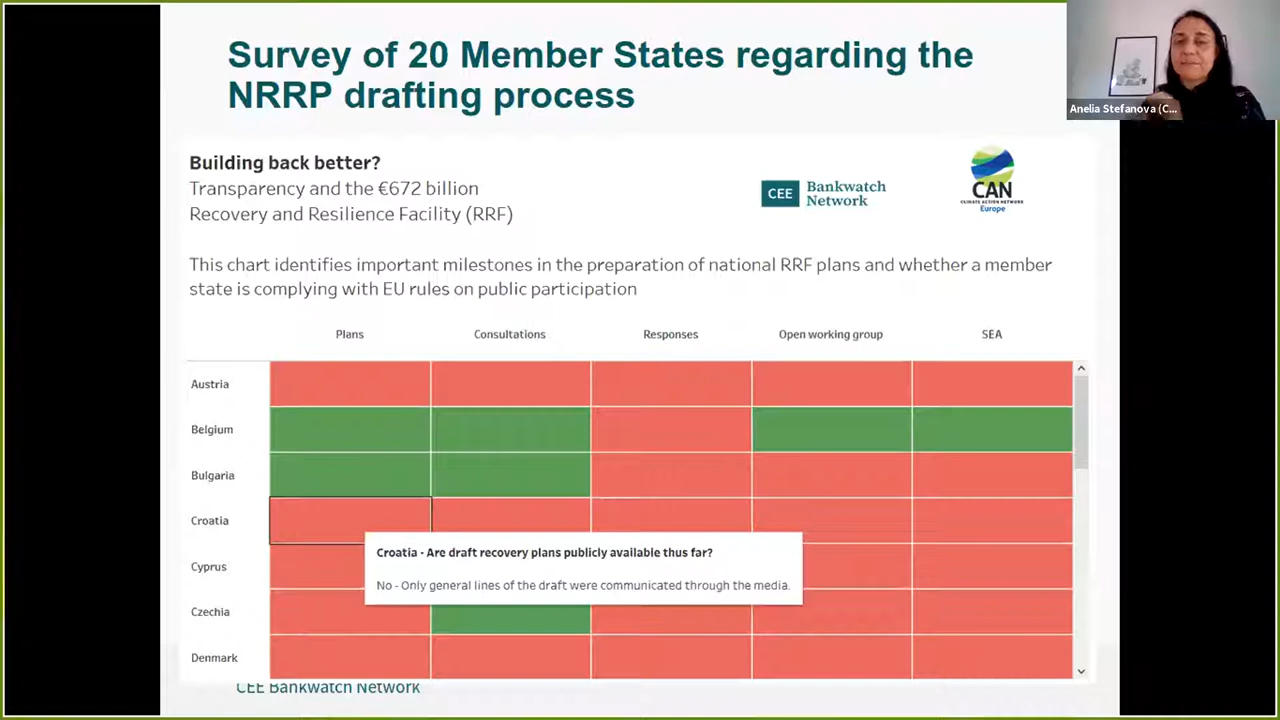 Survey of 20 Member States regarding the
NRRP drafting process
Anelia Stefanova (C...
Building back better?
Transparency and the €672 billion
Recovery and Resilience Facility (RRF)
CEE Bankwatch
Network
CAN
CLIMATE ACTION NETWORK
Europe
This chart identifies important milestones in the preparation of national RRF plans and whether a member
state is complying with EU rules on public participation
Plans Consultations Responses Open working group SEA
Austria
Belgium
Bulgaria
Croatia
Croatia - Are draft recovery plans publicly available thus far?
Cyprus
No - Only general lines of the draft were communicated through the media.
Czechia
Denmark
CEE Bankwatch Network